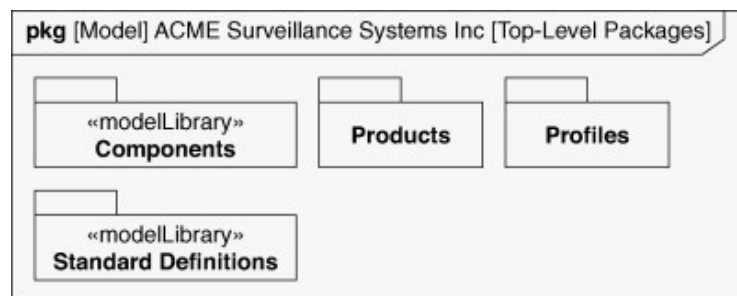 pkg [Model] ACME Surveillance Systems Inc [Top-Level Packages]
«modelLibrary»
Components
Products
Profiles
«modelLibrary»
Standard Definitions